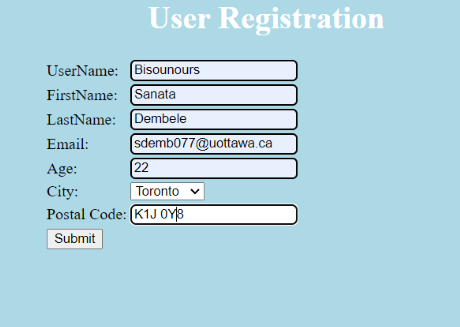 User Registration
UserName: Bisounours
FirstName: Sanata
LastName: Dembele
Email: sdemb077@uottawa.ca
Age: 22
City: Toronto
Postal Code: K1J 0Y8
Submit